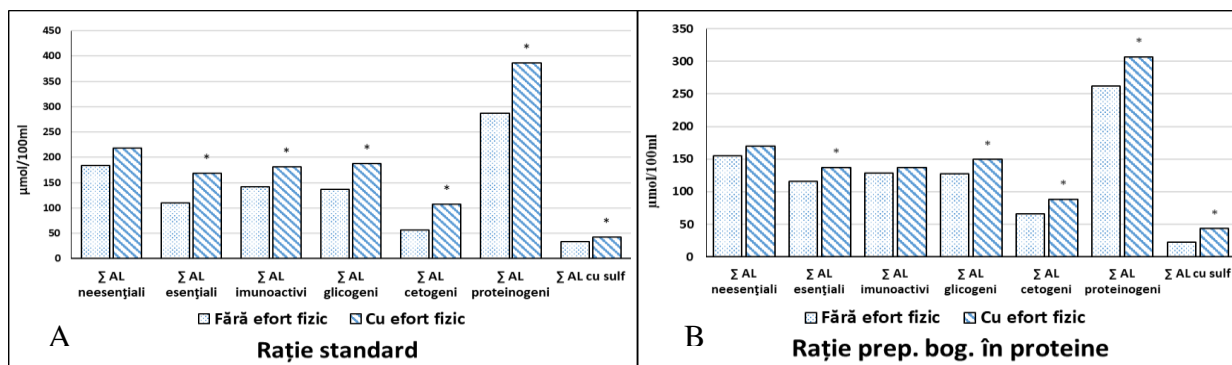 450
400
350
300
250
200
150
100
50
0
µmol/100ml
*
*
*
*
*
*
∑ AL neesenţiali
∑ AL esenţiali
∑ AL imunoactivi
∑ AL glicogeni
∑ AL cetogeni
∑ AL proteinogeni
∑ AL cu sulf
Fără efort fizic
Cu efort fizic
A
Rație standard
350
300
250
200
150
100
50
0
µmol/100ml
*
*
*
*
*
∑ AL neesenţiali
∑ AL esenţiali
∑ AL imunoactivi
∑ AL glicogeni
∑ AL cetogeni
∑ AL proteinogeni
∑ AL cu sulf
Fără efort fizic
Cu efort fizic
B
Rație prep. bog. în proteine